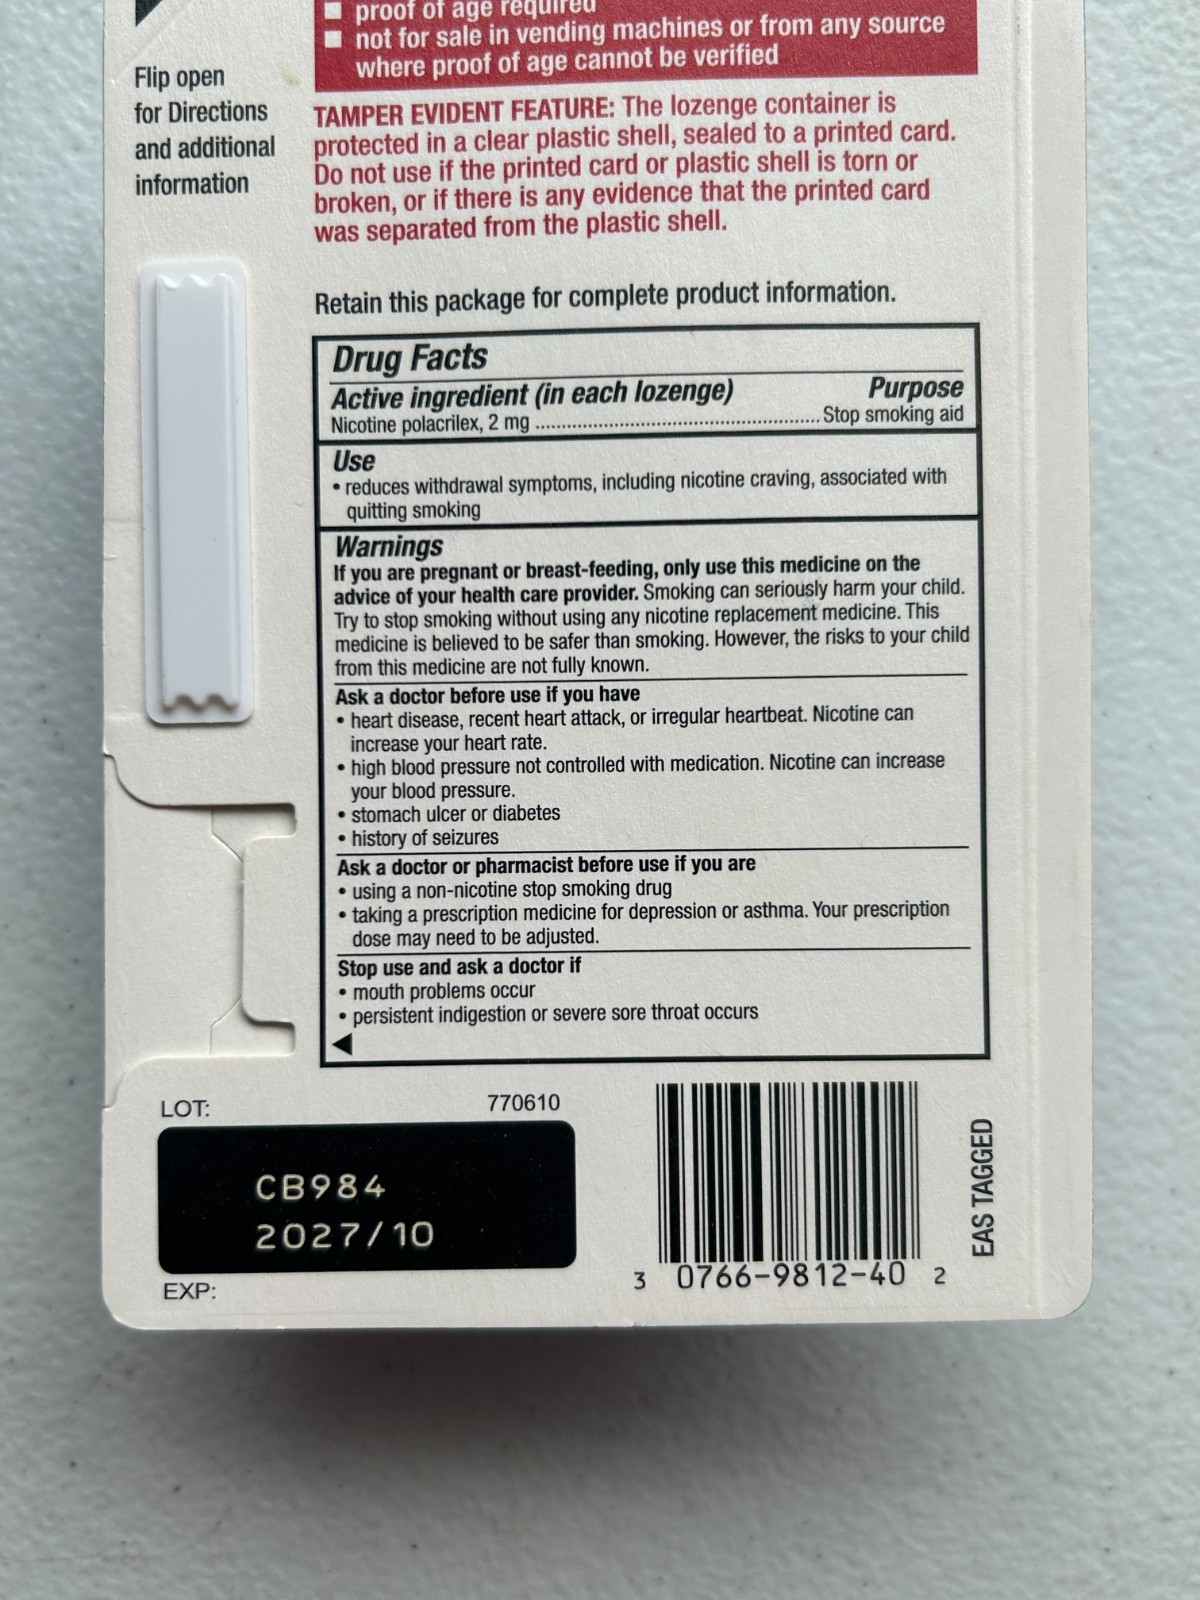 ■ proof of age required
■ not for sale in vending machines or from any source
where proof of age cannot be verified
Flip open
for Directions
and additional
information
TAMPER EVIDENT FEATURE: The lozenge container is
protected in a clear plastic shell, sealed to a printed card.
Do not use if the printed card or plastic shell is torn or
broken, or if there is any evidence that the printed card
was separated from the plastic shell.
Retain this package for complete product information.
Drug Facts
Active ingredient (in each lozenge) Purpose
Nicotine polacrilex, 2 mg ........................................................ Stop smoking aid
Use
• reduces withdrawal symptoms, including nicotine craving, associated with
quitting smoking
Warnings
If you are pregnant or breast-feeding, only use this medicine on the
advice of your health care provider. Smoking can seriously harm your child.
Try to stop smoking without using any nicotine replacement medicine. This
medicine is believed to be safer than smoking. However, the risks to your child
from this medicine are not fully known.
Ask a doctor before use if you have
• heart disease, recent heart attack, or irregular heartbeat. Nicotine can
increase your heart rate.
• high blood pressure not controlled with medication. Nicotine can increase
your blood pressure.
• stomach ulcer or diabetes
• history of seizures
Ask a doctor or pharmacist before use if you are
• using a non-nicotine stop smoking drug
• taking a prescription medicine for depression or asthma. Your prescription
dose may need to be adjusted.
Stop use and ask a doctor if
• mouth problems occur
• persistent indigestion or severe sore throat occurs
LOT: 770610
CB984
2027/10
EXP:
3 0766-9812-40 2
EAS TAGGED